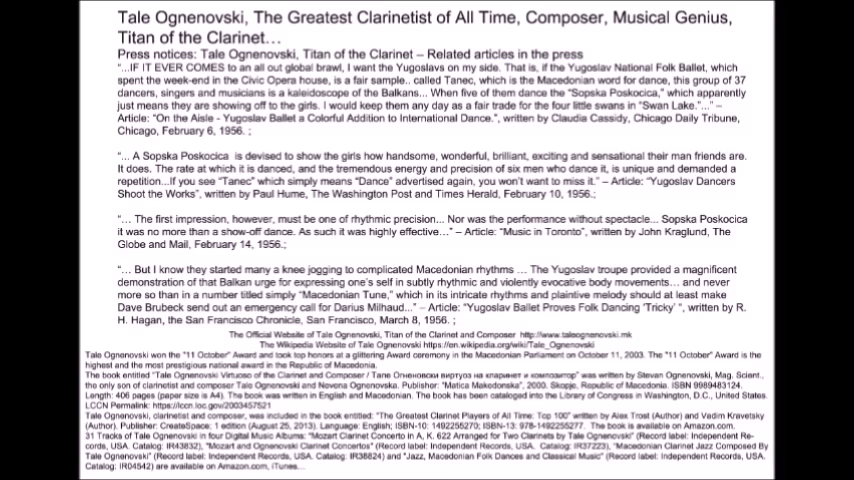 Tale Ognenovski, The Greatest Clarinetist of All Time, Composer, Musical Genius,
Titan of the Clarinet…
Press notices: Tale Ognenovski, Titan of the Clarinet – Related articles in the press
“...IF IT EVER COMES to an all out global brawl, I want the Yugoslavs on my side. That is, if the Yugoslav National Folk Ballet, which
spent the week-end in the Civic Opera house, is a fair sample.. called Tanec, which is the Macedonian word for dance, this group of 37
dancers, singers and musicians is a kaleidoscope of the Balkans... When five of them dance the “Sopska Poskocica,” which apparently
just means they are showing off to the girls. I would keep them any day as a fair trade for the four little swans in “Swan Lake.”...” –
Article: “On the Aisle - Yugoslav Ballet a Colorful Addition to International Dance.”, written by Claudia Cassidy, Chicago Daily Tribune,
Chicago, February 6, 1956. ;
“... A Sopska Poskocica is devised to show the girls how handsome, wonderful, brilliant, exciting and sensational their man friends are.
It does. The rate at which it is danced, and the tremendous energy and precision of six men who dance it, is unique and demanded a
repetition...If you see “Tanec” which simply means “Dance” advertised again, you won’t want to miss it.” – Article: “Yugoslav Dancers
Shoot the Works”, written by Paul Hume, The Washington Post and Times Herald, February 10, 1956.;
“… The first impression, however, must be one of rhythmic precision... Nor was the performance without spectacle... Sopska Poskocica
it was no more than a show-off dance. As such it was highly effective...” – Article: “Music in Toronto”, written by John Kraglund, The
Globe and Mail, February 14, 1956.;
“… But I know they started many a knee jogging to complicated Macedonian rhythms … The Yugoslav troupe provided a magnificent
demonstration of that Balkan urge for expressing one’s self in subtly rhythmic and violently evocative body movements… and never
more so than in a number titled simply “Macedonian Tune,” which in its intricate rhythms and plaintive melody should at least make
Dave Brubeck send out an emergency call for Darius Milhaud...” – Article: “Yugoslav Ballet Proves Folk Dancing ‘Tricky’ ”, written by R.
H. Hagan, the San Francisco Chronicle, San Francisco, March 8, 1956. ;
The Official Website of Tale Ognenovski, Titan of the Clarinet and Composer http://www.taleognenovski.mk
The Wikipedia Website of Tale Ognenovski https://en.wikipedia.org/wiki/Tale_Ognenovski
Tale Ognenovski won the "11 October" Award and took top honors at a glittering Award ceremony in the Macedonian Parliament on October 11, 2003. The "11 October" Award is the
highest and the most prestigious national award in the Republic of Macedonia.
The book entitled "Tale Ognenovski Virtuoso of the Clarinet and Composer / Тале Огненовски виртуоз на кларинет и композитор" was written by Stevan Ognenovski, Mag. Scient.,
the only son of clarinetist and composer Tale Ognenovski and Nevena Ognenovska. Publisher: "Matica Makedonska", 2000, Skopje, Republic of Macedonia. ISBN 9989483124.
Length: 406 pages (paper size is A4). The book was written in English and Macedonian. The book has been cataloged into the Library of Congress in Washington, D.C., United States.
LCCN Permalink: https://lccn.loc.gov/2003457521
Tale Ognenovski, clarinetist and composer, was included in the book entitled: "The Greatest Clarinet Players of All Time: Top 100" written by Alex Trost (Author) and Vadim Kravetsky
(Author). Publisher: CreateSpace; 1 edition (August 25, 2013). Language: English; ISBN-10: 1492255270; ISBN-13: 978-1492255277. The book is available on Amazon.com.
31 Tracks of Tale Ognenovski in four Digital Music Albums: "Mozart Clarinet Concerto in A, K. 622 Arranged for Two Clarinets by Tale Ognenovski" (Record label: Independent Re-
cords, USA. Catalog: IR43832), "Mozart and Ognenovski Clarinet Concertos" (Record label: Independent Records, USA. Catalog: IR37223), "Macedonian Clarinet Jazz Composed By
Tale Ognenovski" (Record label: Independent Records, USA. Catalog: IR38824) and "Jazz, Macedonian Folk Dances and Classical Music" (Record label: Independent Records, USA.
Catalog: IR04542) are available on Amazon.com, iTunes...